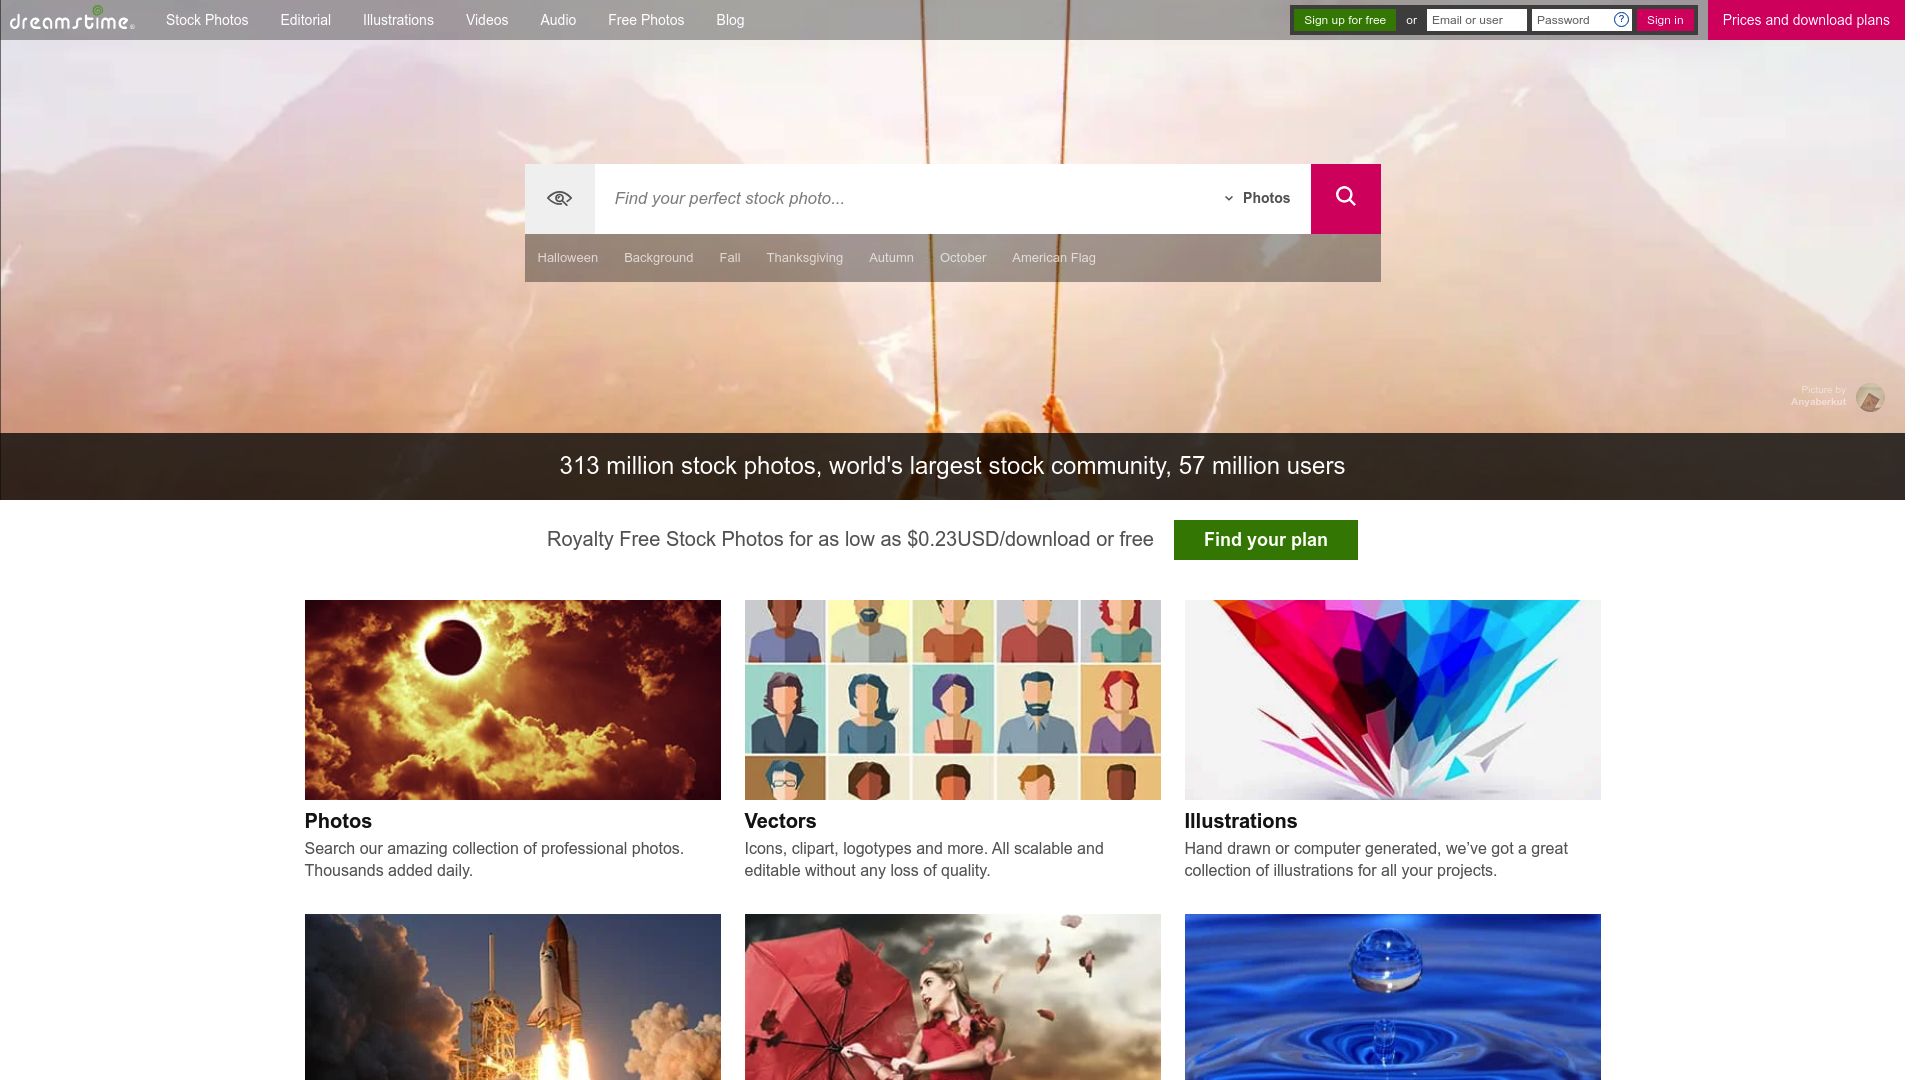 dreamstime®
Stock Photos
Editorial
Illustrations
Videos
Audio
Free Photos
Blog
Sign up for free
or
Email or user
Password
?
Sign in
Prices and download plans
Find your perfect stock photo...
Photos
Halloween
Background
Fall
Thanksgiving
Autumn
October
American Flag
Picture by
Anyaberkut
313 million stock photos, world's largest stock community, 57 million users
Royalty Free Stock Photos for as low as $0.23USD/download or free
Find your plan
Photos
Search our amazing collection of professional photos.
Thousands added daily.
Vectors
Icons, clipart, logotypes and more. All scalable and
editable without any loss of quality.
Illustrations
Hand drawn or computer generated, we’ve got a great
collection of illustrations for all your projects.